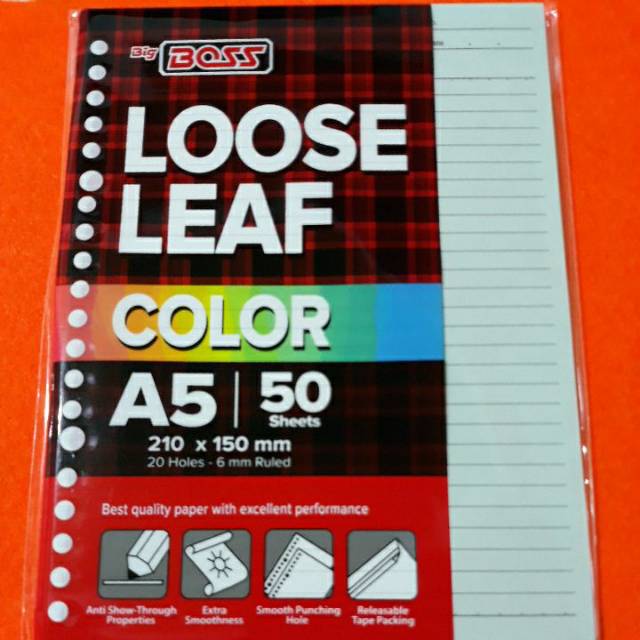 Big BOSS
LOOSE
LEAF
COLOR
A5 | 50
Sheets
210 x 150 mm
20 Holes - 6 mm Ruled
Best quality paper with excellent performance
Anti Show-Through
Properties
Extra
Smoothness
Smooth Punching
Hole
Releasable
Tape Packing